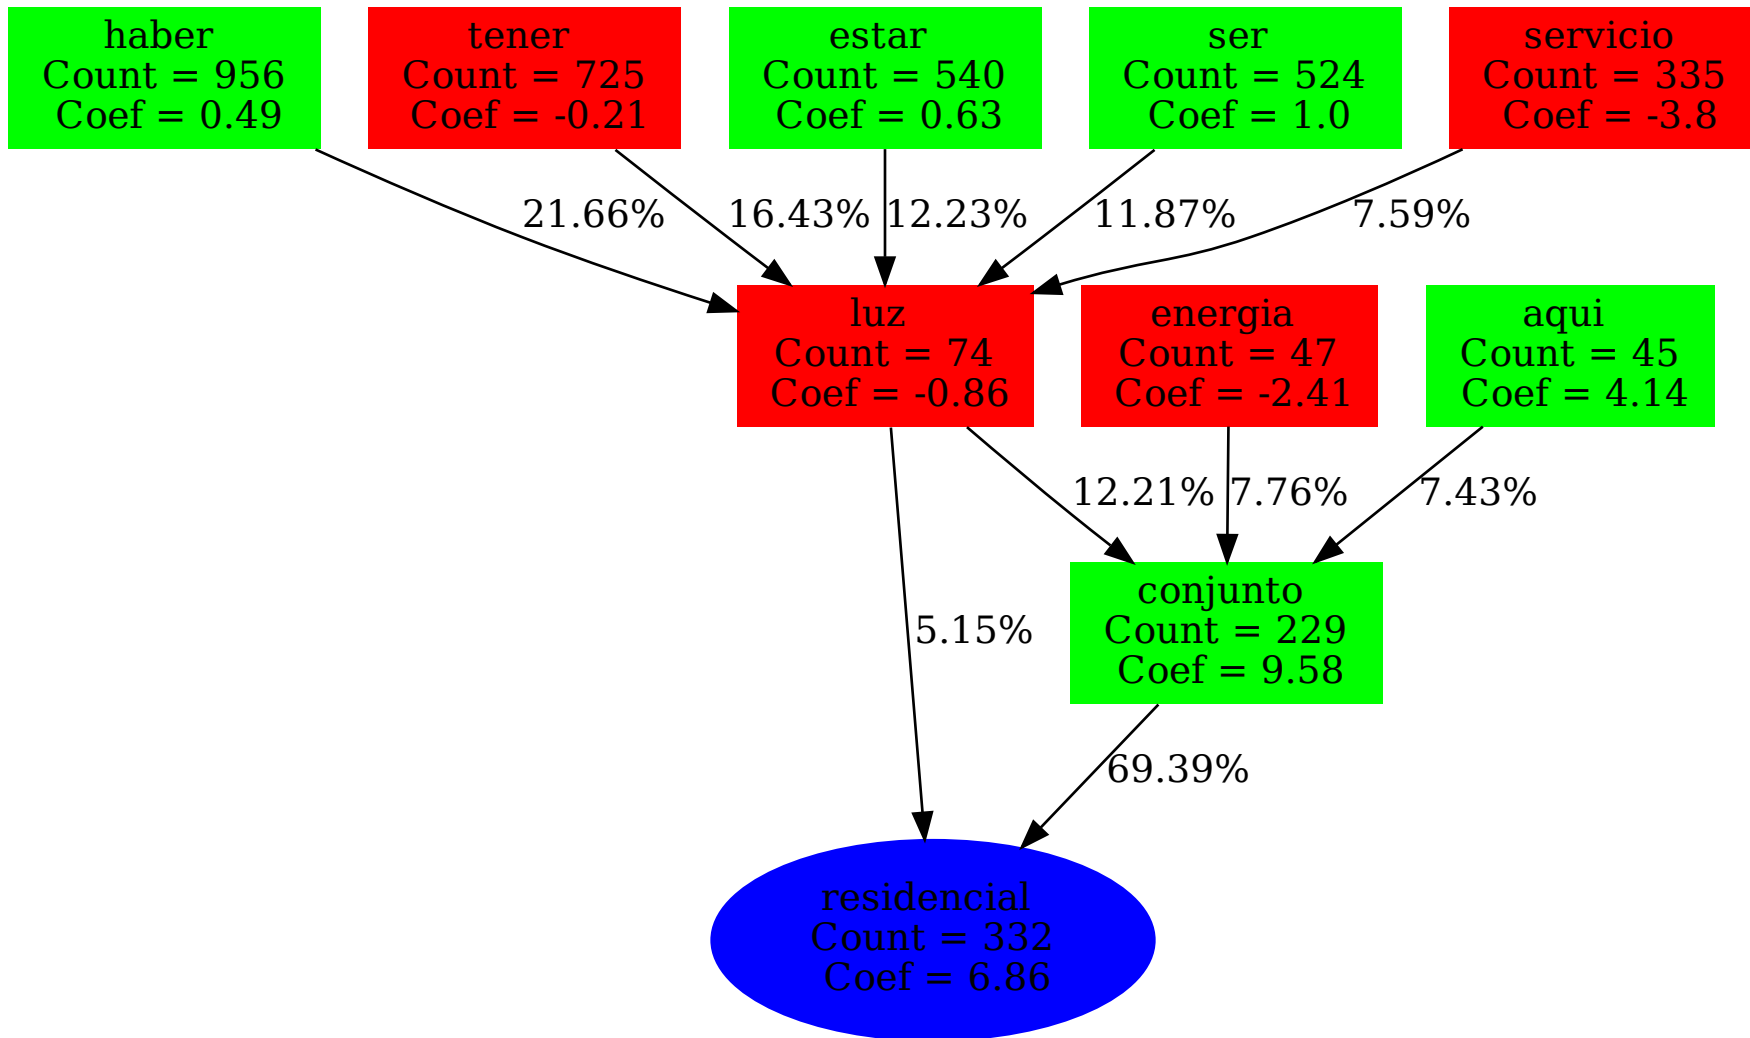 haber
Count = 956
Coef = 0.49
tener
Count = 725
Coef = -0.21
estar
Count = 540
Coef = 0.63
ser
Count = 524
Coef = 1.0
servicio
Count = 335
Coef = -3.8
21.66%
16.43%
12.23%
11.87%
7.59%
luz
Count = 74
Coef = -0.86
energia
Count = 47
Coef = -2.41
aqui
Count = 45
Coef = 4.14
12.21%
7.76%
7.43%
conjunto
Count = 229
Coef = 9.58
5.15%
69.39%
residencial
Count = 332
Coef = 6.86